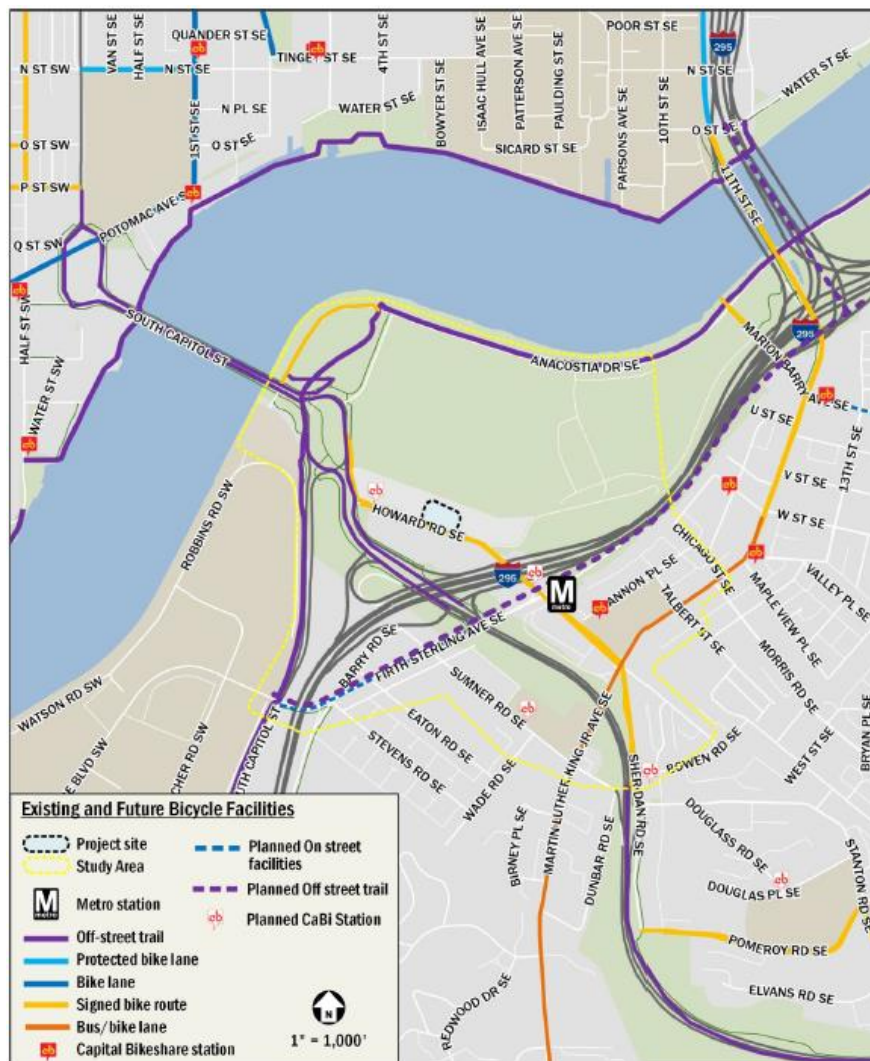 QUANDER ST SE
VAN ST
HALF ST SE
TINGEY ST SE
4TH ST SE
ISAAC HULL AVE SE
PATTERSON AVE SE
PAULDING ST SE
POOR ST SE
295
N ST SW
N ST SE
N ST SE
WATER ST SE
BOWYER ST SE
PARSONS AVE SE
10TH ST SE
N PL SE
WATER ST SE
1ST ST SE
O ST SW
O ST SE
SICARD ST SE
O ST SE
P ST SW
11TH ST SE
POTOMAC AVE S
Q ST SW
HALF ST SW
SOUTH CAPITOL ST
295
MARION BARRY AVE SE
ANACOSTIA DR SE
WATER ST SW
U ST SE
13TH ST SE
V ST SE
ROBBINS RD SW
HOWARD RD SE
W ST SE
CHICAGO ST SE
295
M
metro
ANNON PL SE
TALBERT ST SE
MAPLE VIEW PL SE
VALLEY PL SE
FIRTH STERLING AVE SE
BARRY RD SE
MORRIS RD SE
WATSON RD SW
SUMNER RD SE
EATON RD SE
STEVENS RD SE
WADE RD SE
WEST ST SE
BRYAN PL SE
E BLVD SW
CHER RD SW
UTH CAPITOL ST
BOWEN RD SE
SHERIDAN RD SE
MARTIN LUTHER KING JR AVE SE
BIRNEY PL SE
DUNBAR RD SE
DOUGLASS RD SE
DOUGLAS PL SE
STANTON RD SE
POMEROY RD SE
ELVANS RD SE
REDWOOD DR SE
Existing and Future Bicycle Facilities
Project site
Study Area
Metro station
Off-street trail
Protected bike lane
Bike lane
Signed bike route
Bus/bike lane
Capital Bikeshare station
Planned On street
facilities
Planned Off street trail
Planned CaBi Station
N
1" = 1,000'